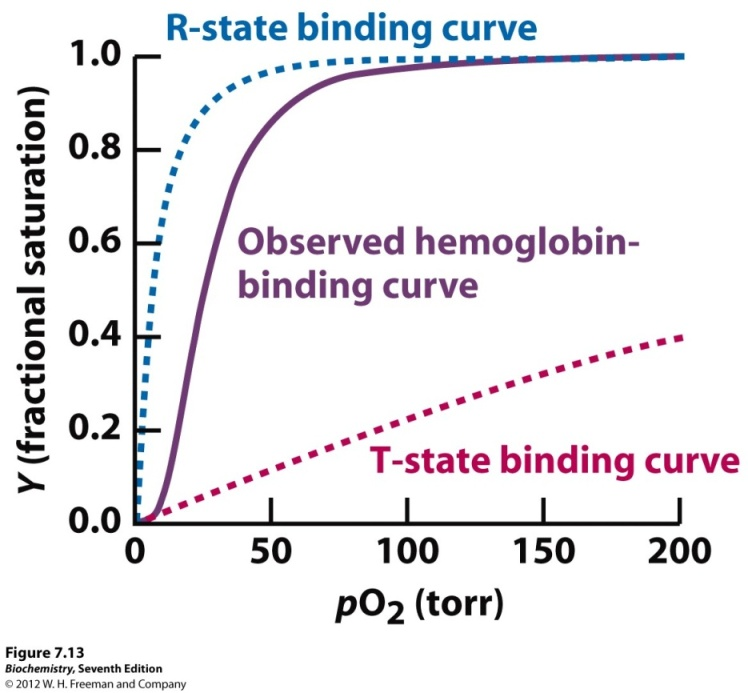 R-state binding curve
1.0
0.8
0.6
0.4
0.2
0.0
Y (fractional saturation)
Observed hemoglobin-
binding curve
T-state binding curve
0 50 100 150 200
pO2 (torr)
Figure 7.13
Biochemistry, Seventh Edition
© 2012 W. H. Freeman and Company